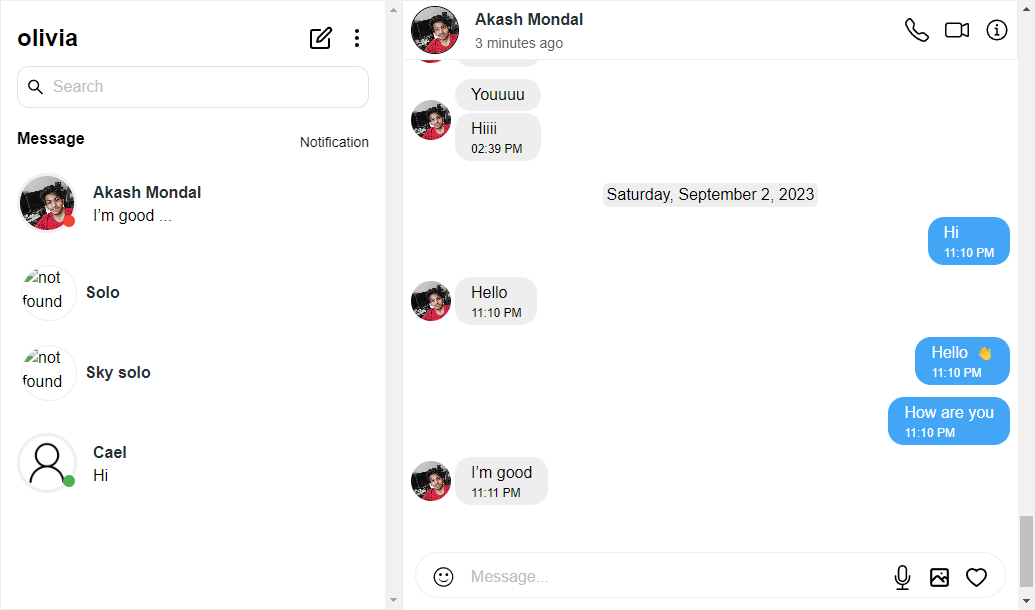 olivia
Search
Message
Notification
Akash Mondal
I'm good ...
not
found
Solo
not
found
Sky solo
Cael
Hi
Akash Mondal
3 minutes ago
Youuuu
Hiiii
02:39 PM
Saturday, September 2, 2023
Hi
11:10 PM
Hello
11:10 PM
Hello 👋
11:10 PM
How are you
11:10 PM
I'm good
11:11 PM
Message...